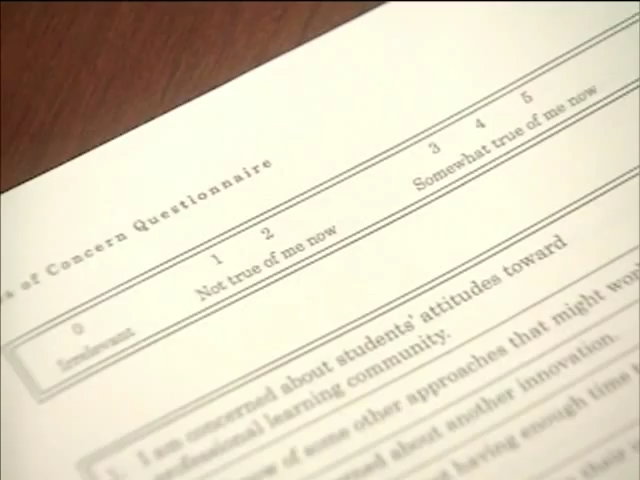 of Concern Questionnaire
0 1 2 3 4 5
Irrelevant Not true of me now Somewhat true of me now
1. I am concerned about students' attitudes toward
professional learning community.
of some other approaches that might
about another innovation.
having enough time